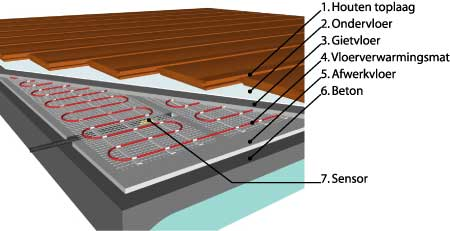 1. Houten toplaag
2. Ondervloer
3. Gietvloer
4. Vloerverwarmingsmat
5. Afwerkvloer
6. Beton
7. Sensor